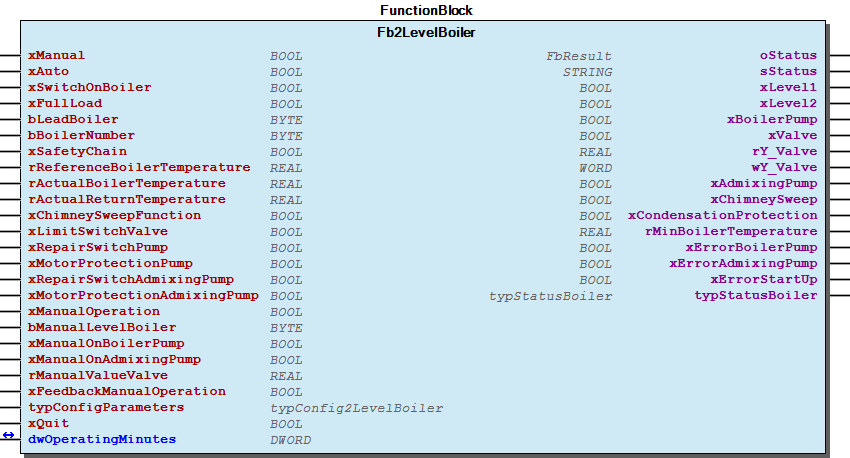 FunctionBlock
Fb2LevelBoiler
xManual BOOL FbResult oStatus
xAuto BOOL STRING sStatus
xSwitchOnBoiler BOOL BOOL xLevel1
xFullLoad BOOL BOOL xLevel2
bLeadBoiler BYTE BOOL xBoilerPump
bBoilerNumber BYTE BOOL xValve
xSafetyChain BOOL REAL rY_Valve
rReferenceBoilerTemperature REAL WORD wY_Valve
rActualBoilerTemperature REAL BOOL xAdmixingPump
rActualReturnTemperature REAL BOOL xChimneySweep
xChimneySweepFunction BOOL BOOL xCondensationProtection
xLimitSwitchValve BOOL REAL rMinBoilerTemperature
xRepairSwitchPump BOOL BOOL xErrorBoilerPump
xMotorProtectionPump BOOL BOOL xErrorAdmixingPump
xRepairSwitchAdmixingPump BOOL BOOL xErrorStartUp
xMotorProtectionAdmixingPump BOOL typStatusBoiler typStatusBoiler
xManualOperation BOOL
bManualLevelBoiler BYTE
xManualOnBoilerPump BOOL
xManualOnAdmixingPump BOOL
rManualValueValve REAL
xFeedbackManualOperation BOOL
typConfigParameters typConfig2LevelBoiler
xQuit BOOL
dwOperatingMinutes DWORD